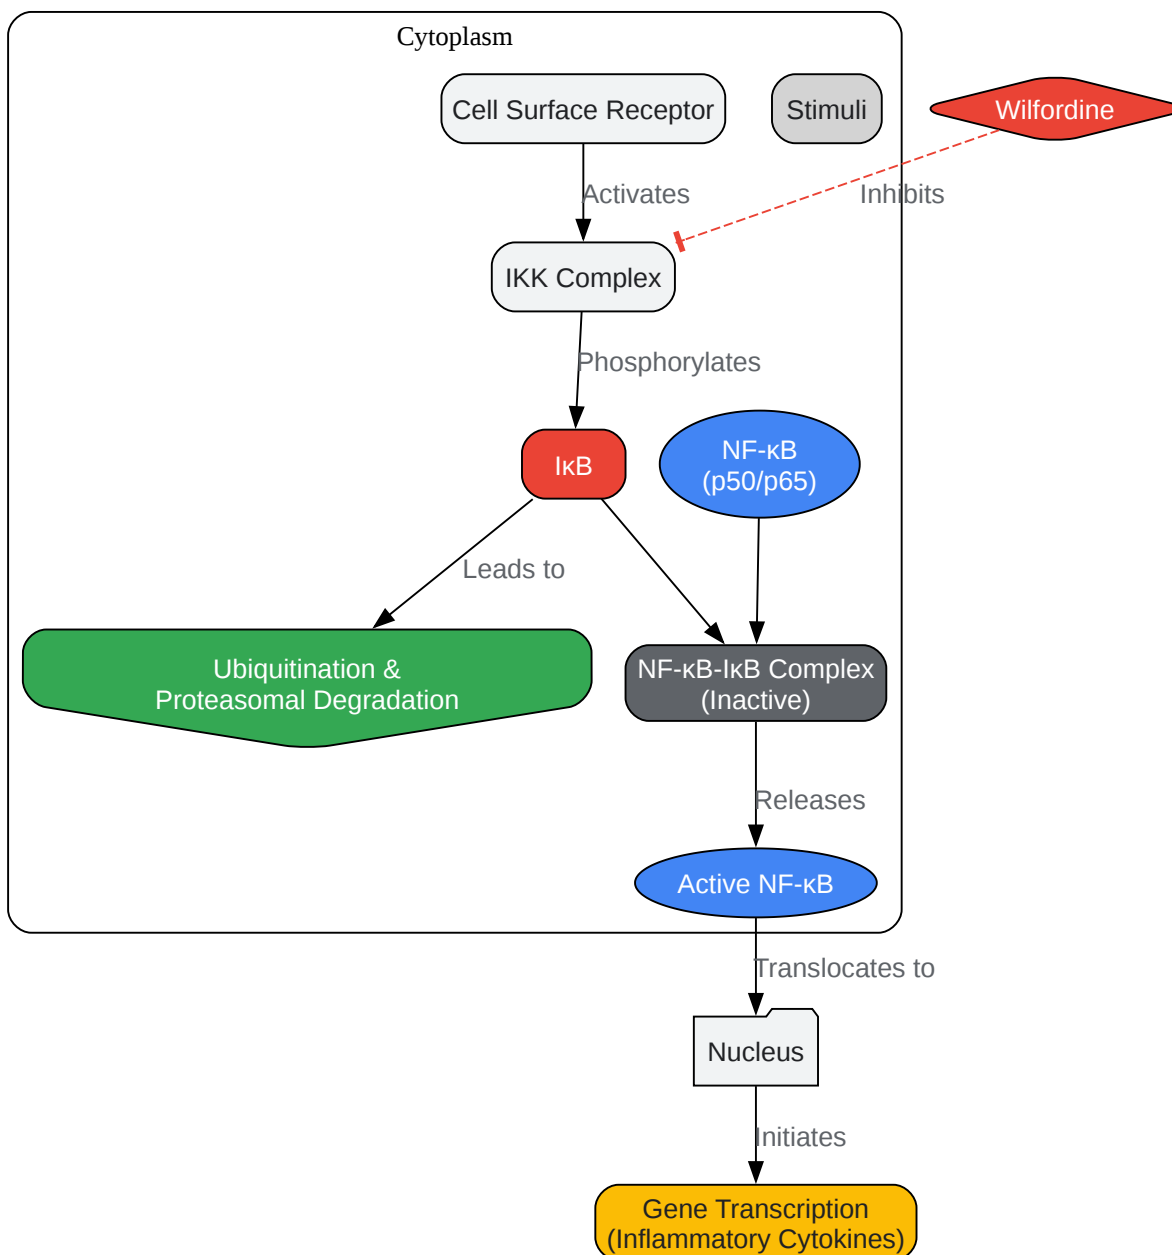 Cytoplasm
Cell Surface Receptor
Stimuli
Wilfordine
Activates
Inhibits
IKK Complex
Phosphorylates
IκB
NF-κB
(p50/p65)
Leads to
Ubiquitination &
Proteasomal Degradation
NF-κB-IκB Complex
(Inactive)
Releases
Active NF-κB
Translocates to
Nucleus
Initiates
Gene Transcription
(Inflammatory Cytokines)